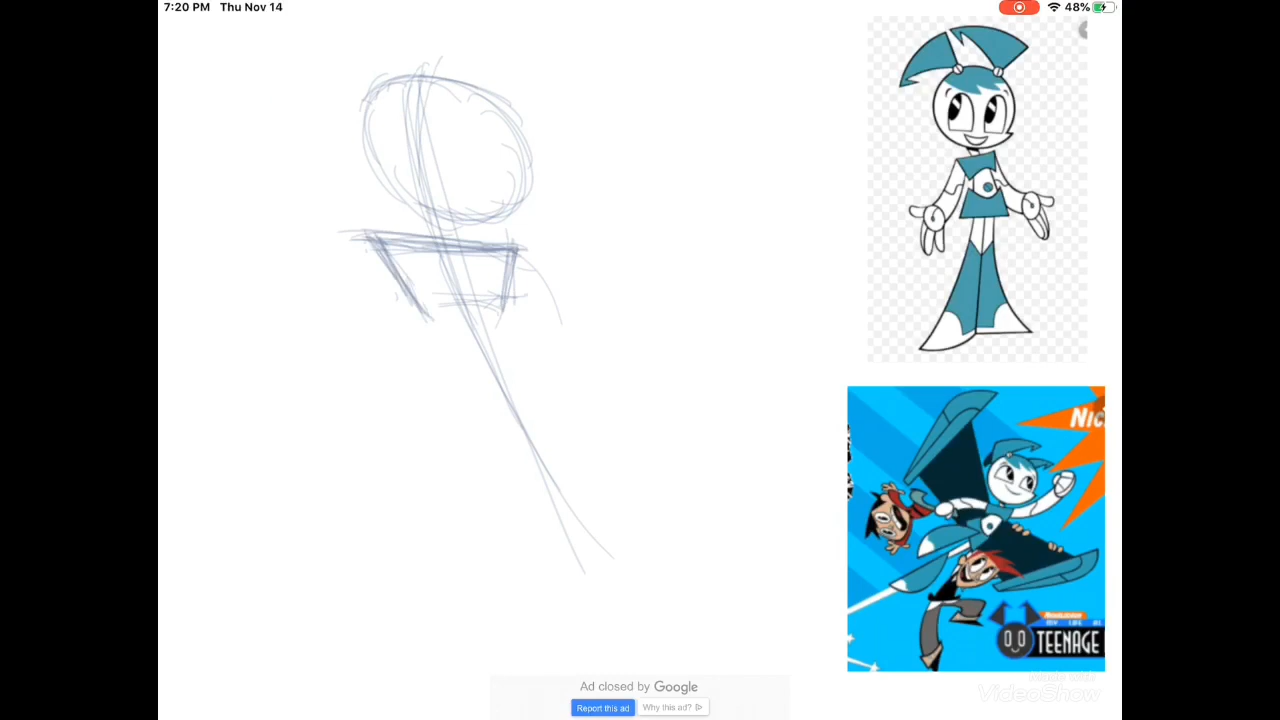 7:20 PM Thu Nov 14
48%
NIC
TEENAGE
Ad closed by Google
Report this ad
Why this ad?
VideoShow